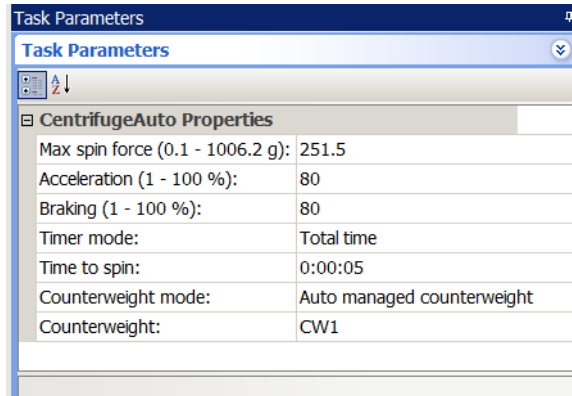 Task Parameters
Task Parameters
A
Z
CentrifugeAuto Properties
Max spin force (0.1 - 1006.2 g): 251.5
Acceleration (1 - 100 %): 80
Braking (1 - 100 %): 80
Timer mode: Total time
Time to spin: 0:00:05
Counterweight mode: Auto managed counterweight
Counterweight: CW1